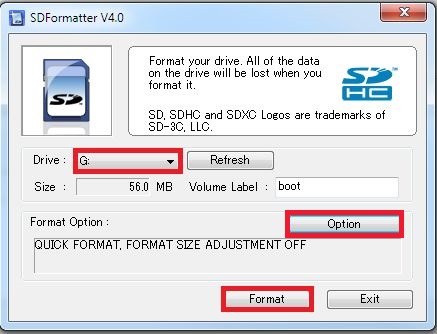 SDFormatter V4.0
Format your drive. All of the data
on the drive will be lost when you
format it.
SD, SDHC and SDXC Logos are trademarks of
SD-3C, LLC.
SD
HC
SD
Drive : G: Refresh
Size : 56.0 MB Volume Label : boot
Format Option : Option
QUICK FORMAT, FORMAT SIZE ADJUSTMENT OFF
Format Exit